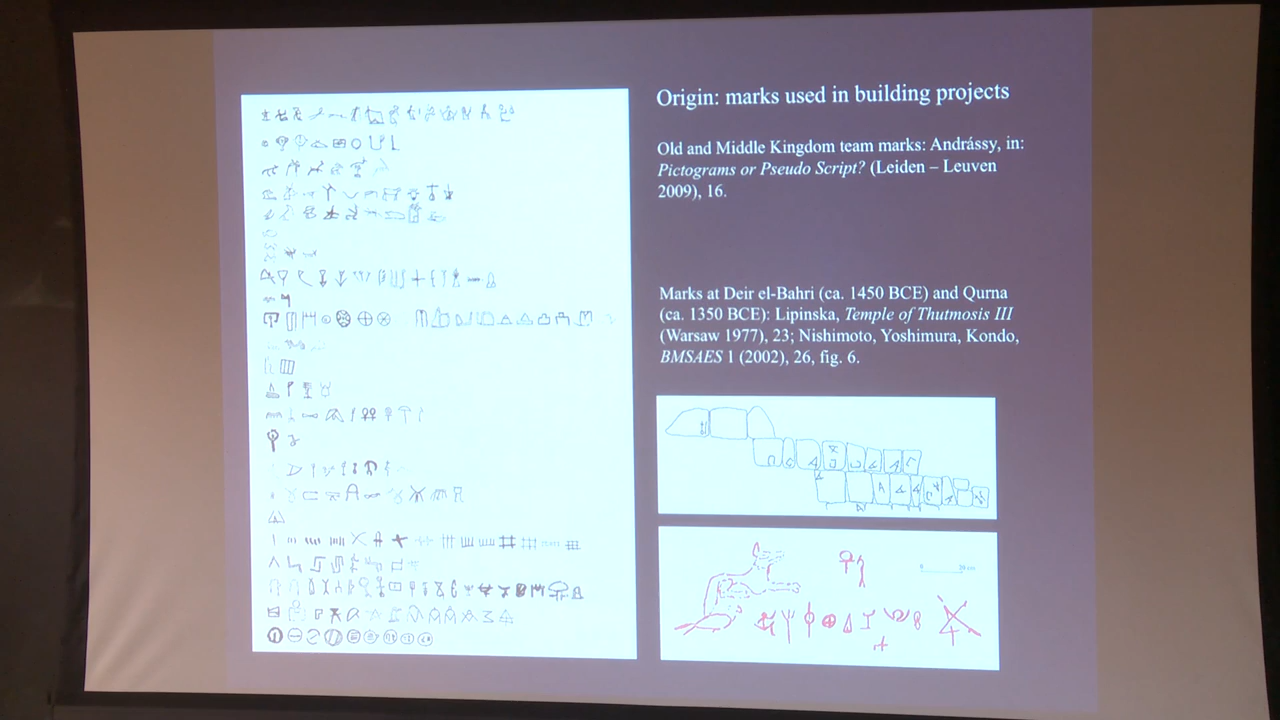 Origin: marks used in building projects
Old and Middle Kingdom team marks: Andrássy, in:
Pictograms or Pseudo Script? (Leiden – Leuven
2009), 16.
Marks at Deir el-Bahri (ca. 1450 BCE) and Qurna
(ca. 1350 BCE): Lipinska, Temple of Thutmosis III
(Warsaw 1977), 23; Nishimoto, Yoshimura, Kondo,
BMSAES 1 (2002), 26, fig. 6.